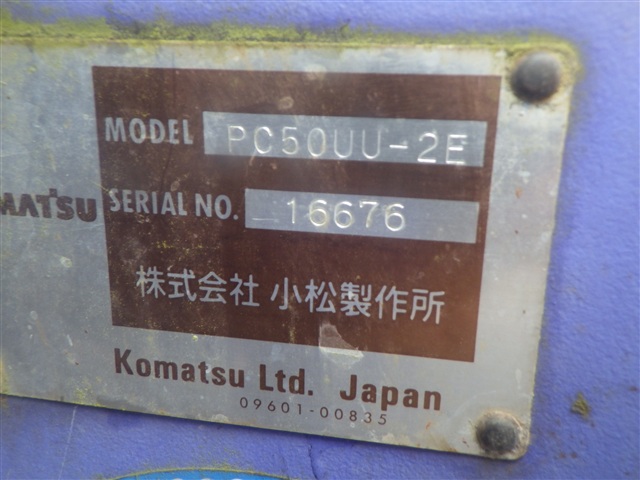 MODEL PC50UU-2E
MATSU SERIAL NO. 16676
株式会社 小松製作所
Komatsu Ltd. Japan
09601-00835